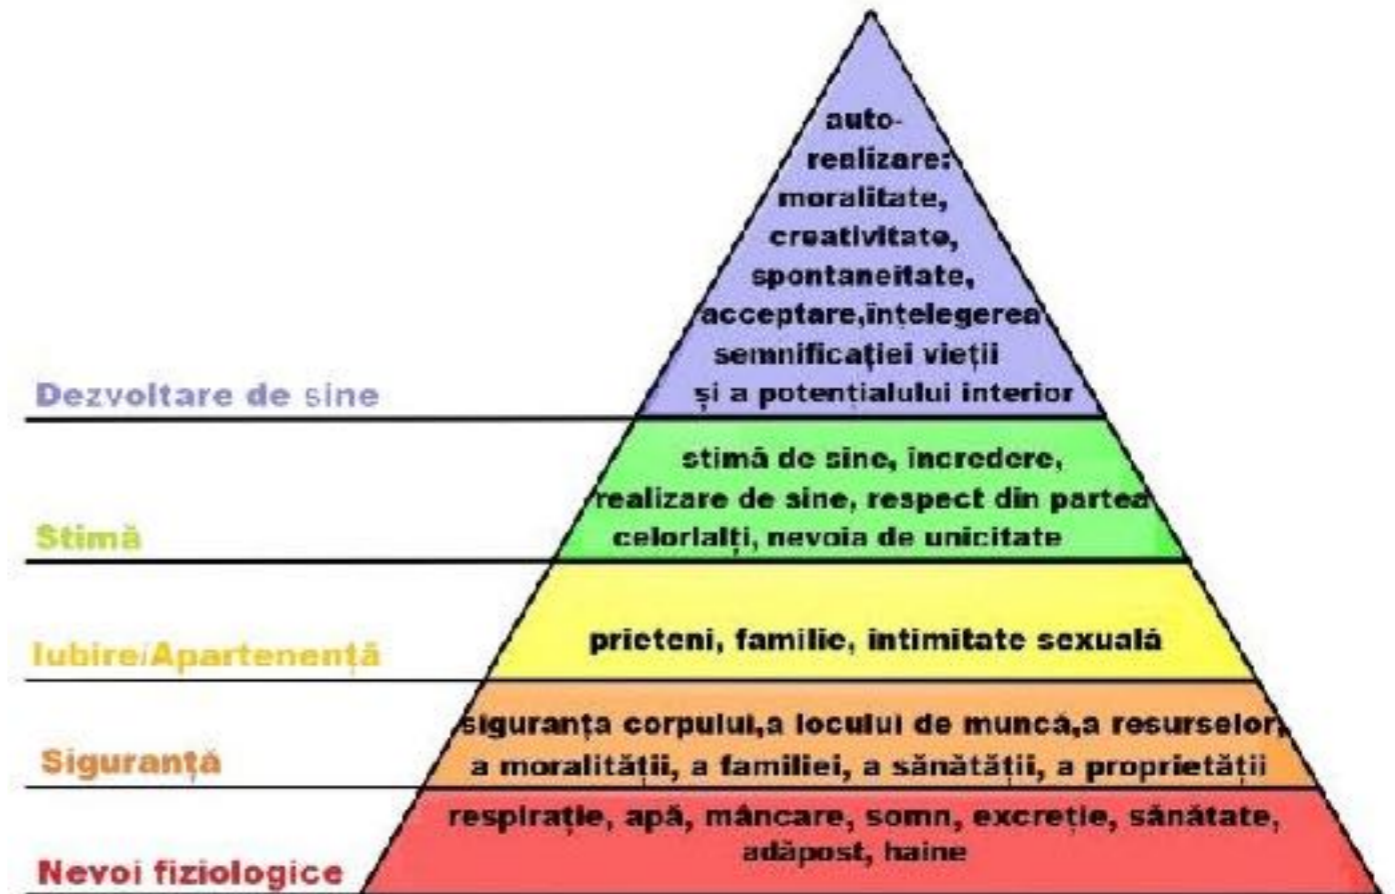 auto-
realizare:
moralitate,
creativitate,
spontaneitate,
acceptare,înțelegerea
semnificației vieții
și a potențialului interior
Dezvoltare de sine
stimă de sine, încredere,
realizare de sine, respect din partea
celorlalți, nevoia de unicitate
Stimă
prieteni, familie, intimitate sexuală
Iubire/Apartenență
siguranța corpului,a locului de muncă,a resurselor,
a moralității, a familiei, a sănătății, a proprietății
Siguranță
respirație, apă, mâncare, somn, excreție, sănătate,
adăpost, haine
Nevoi fiziologice